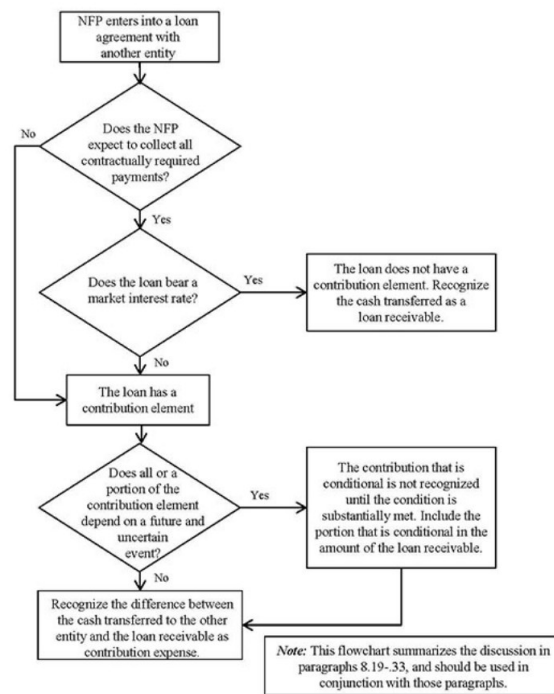 NFP enters into a loan
agreement with
another entity
No
Does the NFP
expect to collect all
contractually required
payments?
Yes
Does the loan bear a
market interest rate?
Yes
The loan does not have a
contribution element. Recognize
the cash transferred as a
loan receivable.
No
The loan has a
contribution element
Does all or a
portion of the
contribution element
depend on a future and
uncertain
event?
Yes
The contribution that is
conditional is not recognized
until the condition is
substantially met. Include the
portion that is conditional in the
amount of the loan receivable.
No
Recognize the difference between
the cash transferred to the other
entity and the loan receivable as
contribution expense.
Note: This flowchart summarizes the discussion in
paragraphs 8.19-.33, and should be used in
conjunction with those paragraphs.